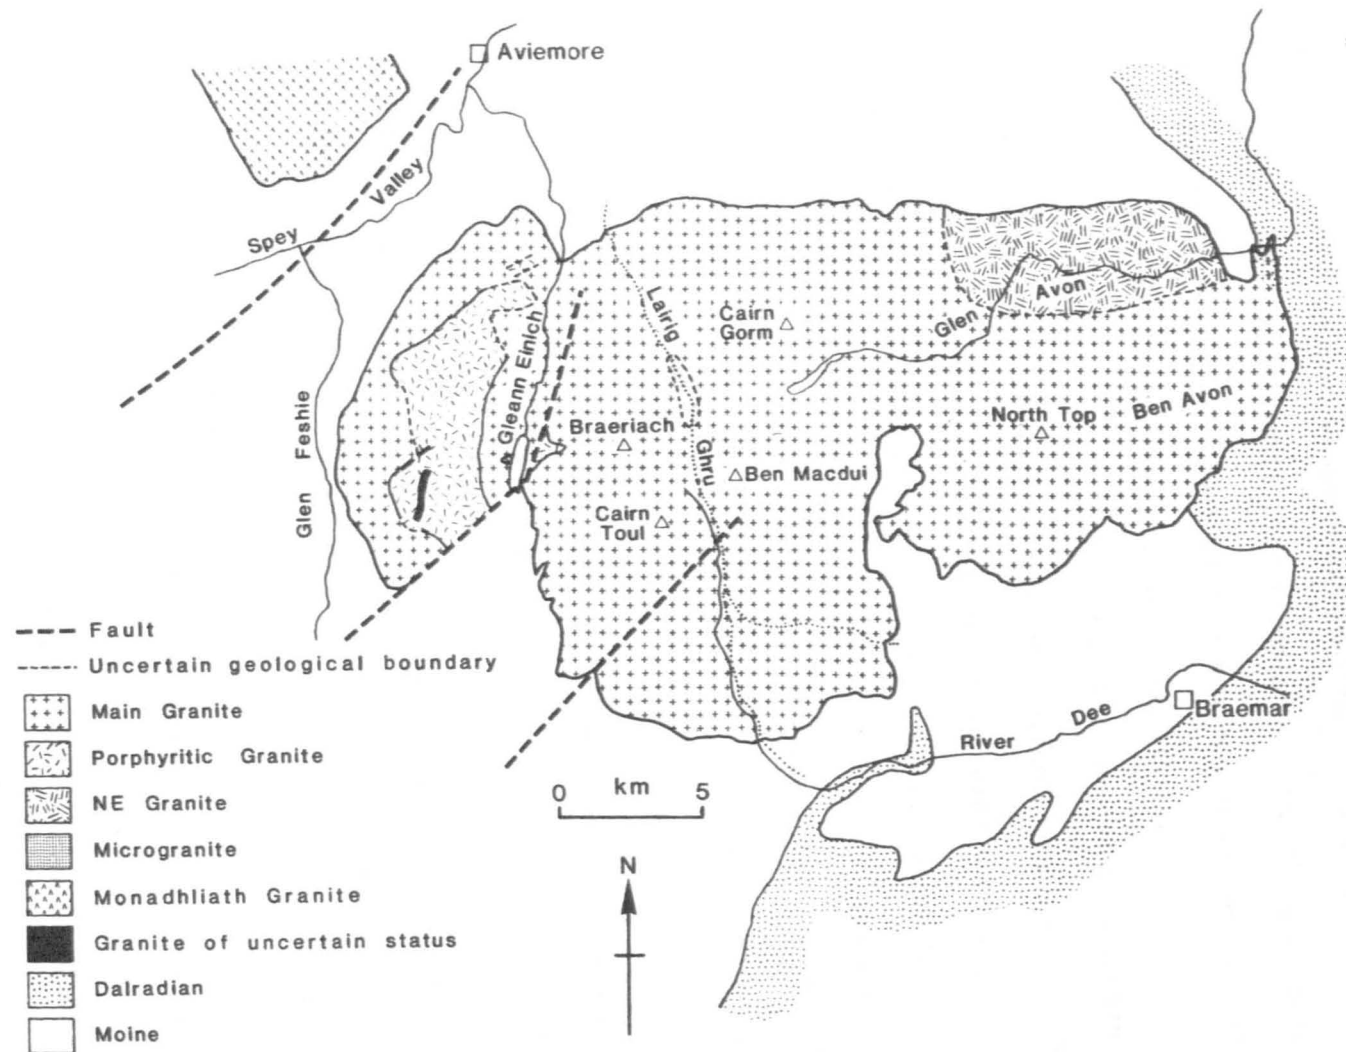 Aviemore
Valley
Spey
Lairig
Cairn
Gorm
Glen
Avon
Gleann Einich
Ben Avon
North Top
Braeriach
Glen Feshie
Ghru
Ben Macdui
Cairn
Toul
Fault
Uncertain geological boundary
Main Granite
Porphyritic Granite
NE Granite
Microgranite
Monadhliath Granite
Granite of uncertain status
Dalradian
Moine
River
Dee
Braemar
0 km 5
N